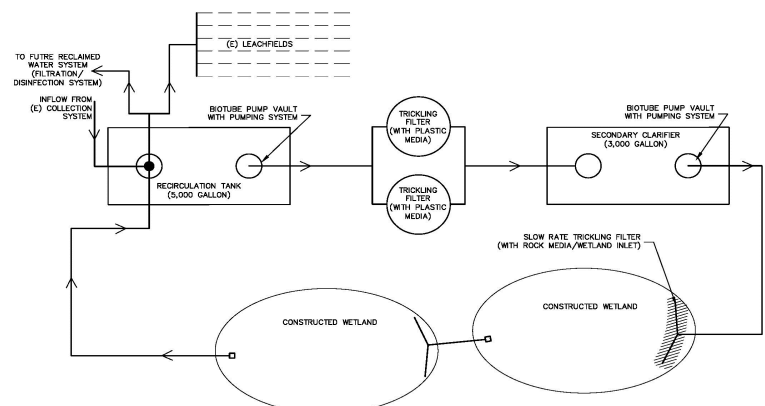 (E) LEACHFIELDS
TO FUTRE RECLAIMED
WATER SYSTEM
(FILTRATION/
DISINFECTION SYSTEM)
INFLOW FROM
(E) COLLECTION
SYSTEM
BIOTUBE PUMP VAULT
WITH PUMPING SYSTEM
RECIRCULATION TANK
(5,000 GALLON)
TRICKLING
FILTER
(WITH PLASTIC
MEDIA)
TRICKLING
FILTER
(WITH PLASTIC
MEDIA)
BIOTUBE PUMP VAULT
WITH PUMPING SYSTEM
SECONDARY CLARIFIER
(3,000 GALLON)
SLOW RATE TRICKLING FILTER
(WITH ROCK MEDIA/WETLAND INLET)
CONSTRUCTED WETLAND
CONSTRUCTED WETLAND